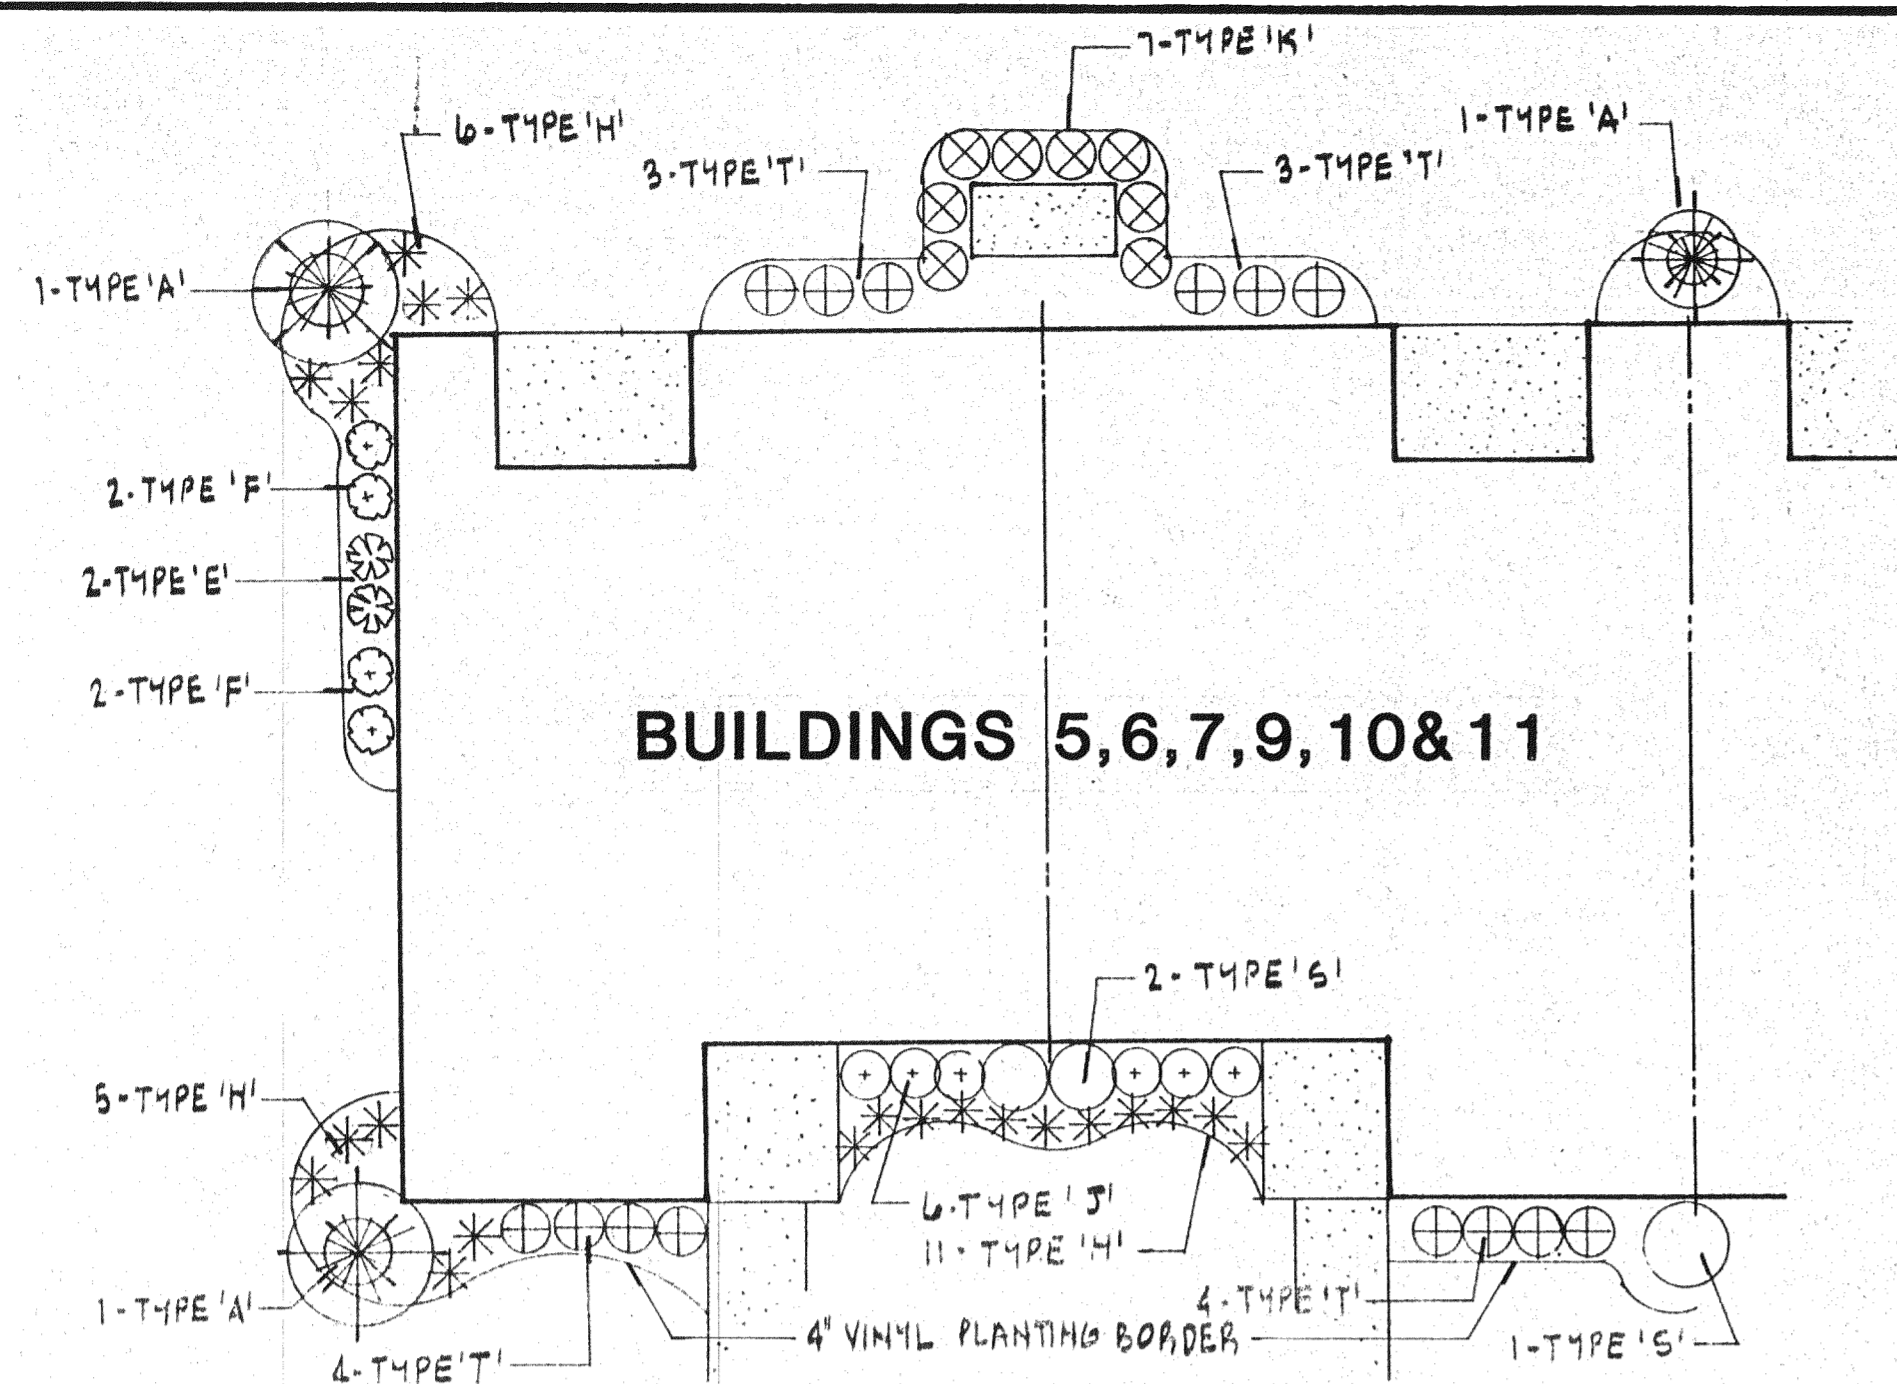 7-TYPE 'K'
6-TYPE 'H'
1-TYPE 'A'
3-TYPE 'T'
3-TYPE 'T'
1-TYPE 'A'
2-TYPE 'F'
2-TYPE 'E'
2-TYPE 'F'
BUILDINGS 5,6,7,9,10&11
2-TYPE 'S'
5-TYPE 'H'
6-TYPE 'J'
11-TYPE 'H'
1-TYPE 'A'
4-TYPE 'T'
4" VINYL PLANTING BORDER
1-TYPE 'S'
4-TYPE 'T'